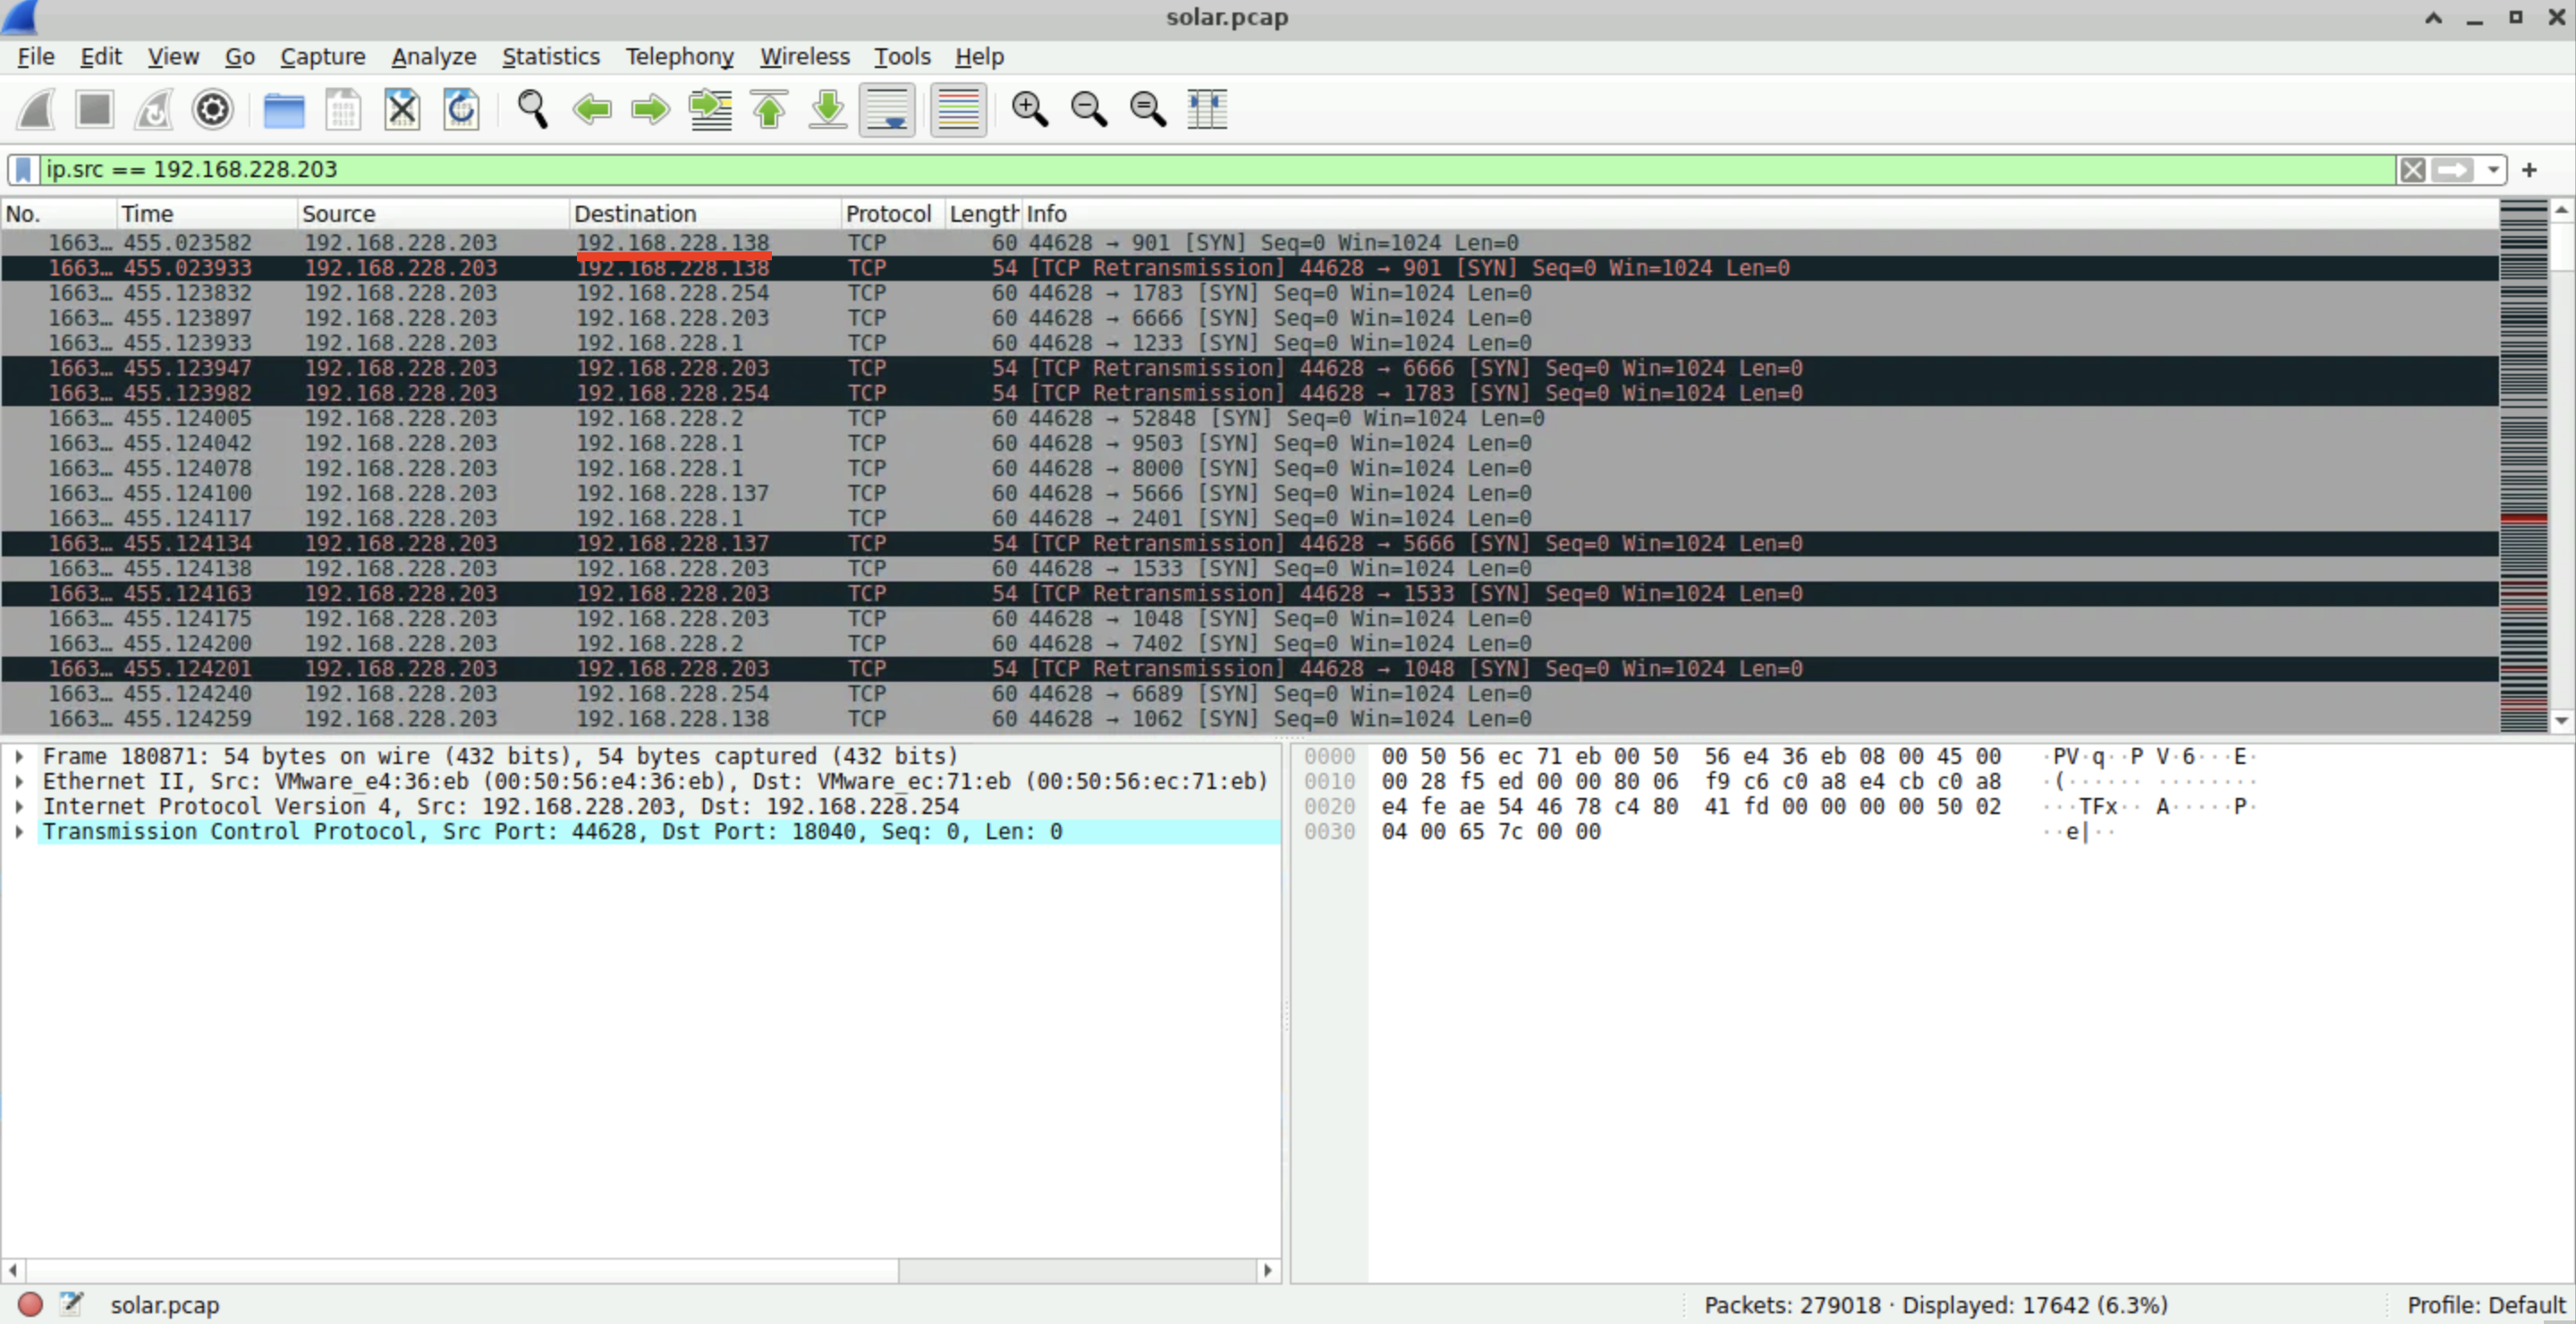 solar.pcap
File Edit View Go Capture Analyze Statistics Telephony Wireless Tools Help
ip.src == 192.168.228.203
No. Time Source Destination Protocol Length Info
1663… 455.023582 192.168.228.203 192.168.228.138 TCP 60 44628 → 901 [SYN] Seq=0 Win=1024 Len=0
1663… 455.023933 192.168.228.203 192.168.228.138 TCP 54 [TCP Retransmission] 44628 → 901 [SYN] Seq=0 Win=1024 Len=0
1663… 455.123832 192.168.228.203 192.168.228.254 TCP 60 44628 → 1783 [SYN] Seq=0 Win=1024 Len=0
1663… 455.123897 192.168.228.203 192.168.228.203 TCP 60 44628 → 6666 [SYN] Seq=0 Win=1024 Len=0
1663… 455.123933 192.168.228.203 192.168.228.1 TCP 60 44628 → 1233 [SYN] Seq=0 Win=1024 Len=0
1663… 455.123947 192.168.228.203 192.168.228.203 TCP 54 [TCP Retransmission] 44628 → 6666 [SYN] Seq=0 Win=1024 Len=0
1663… 455.123982 192.168.228.203 192.168.228.254 TCP 54 [TCP Retransmission] 44628 → 1783 [SYN] Seq=0 Win=1024 Len=0
1663… 455.124005 192.168.228.203 192.168.228.2 TCP 60 44628 → 52848 [SYN] Seq=0 Win=1024 Len=0
1663… 455.124042 192.168.228.203 192.168.228.1 TCP 60 44628 → 9503 [SYN] Seq=0 Win=1024 Len=0
1663… 455.124078 192.168.228.203 192.168.228.1 TCP 60 44628 → 8000 [SYN] Seq=0 Win=1024 Len=0
1663… 455.124100 192.168.228.203 192.168.228.137 TCP 60 44628 → 5666 [SYN] Seq=0 Win=1024 Len=0
1663… 455.124117 192.168.228.203 192.168.228.1 TCP 60 44628 → 2401 [SYN] Seq=0 Win=1024 Len=0
1663… 455.124134 192.168.228.203 192.168.228.137 TCP 54 [TCP Retransmission] 44628 → 5666 [SYN] Seq=0 Win=1024 Len=0
1663… 455.124138 192.168.228.203 192.168.228.203 TCP 60 44628 → 1533 [SYN] Seq=0 Win=1024 Len=0
1663… 455.124163 192.168.228.203 192.168.228.203 TCP 54 [TCP Retransmission] 44628 → 1533 [SYN] Seq=0 Win=1024 Len=0
1663… 455.124175 192.168.228.203 192.168.228.203 TCP 60 44628 → 1048 [SYN] Seq=0 Win=1024 Len=0
1663… 455.124200 192.168.228.203 192.168.228.2 TCP 60 44628 → 7402 [SYN] Seq=0 Win=1024 Len=0
1663… 455.124201 192.168.228.203 192.168.228.203 TCP 54 [TCP Retransmission] 44628 → 1048 [SYN] Seq=0 Win=1024 Len=0
1663… 455.124240 192.168.228.203 192.168.228.254 TCP 60 44628 → 6689 [SYN] Seq=0 Win=1024 Len=0
1663… 455.124259 192.168.228.203 192.168.228.138 TCP 60 44628 → 1062 [SYN] Seq=0 Win=1024 Len=0
Frame 180871: 54 bytes on wire (432 bits), 54 bytes captured (432 bits)
Ethernet II, Src: VMware_e4:36:eb (00:50:56:e4:36:eb), Dst: VMware_ec:71:eb (00:50:56:ec:71:eb)
Internet Protocol Version 4, Src: 192.168.228.203, Dst: 192.168.228.254
Transmission Control Protocol, Src Port: 44628, Dst Port: 18040, Seq: 0, Len: 0
0000 00 50 56 ec 71 eb 00 50 56 e4 36 eb 08 00 45 00 ·PV·q··P V·6···E·
0010 00 28 f5 ed 00 00 80 06 f9 c6 c0 a8 e4 cb c0 a8 ·(······ ········
0020 e4 fe ae 54 46 78 c4 80 41 fd 00 00 00 00 50 02 ···TFx·· A·····P·
0030 04 00 65 7c 00 00 ··e|··
solar.pcap
Packets: 279018 · Displayed: 17642 (6.3%)
Profile: Default